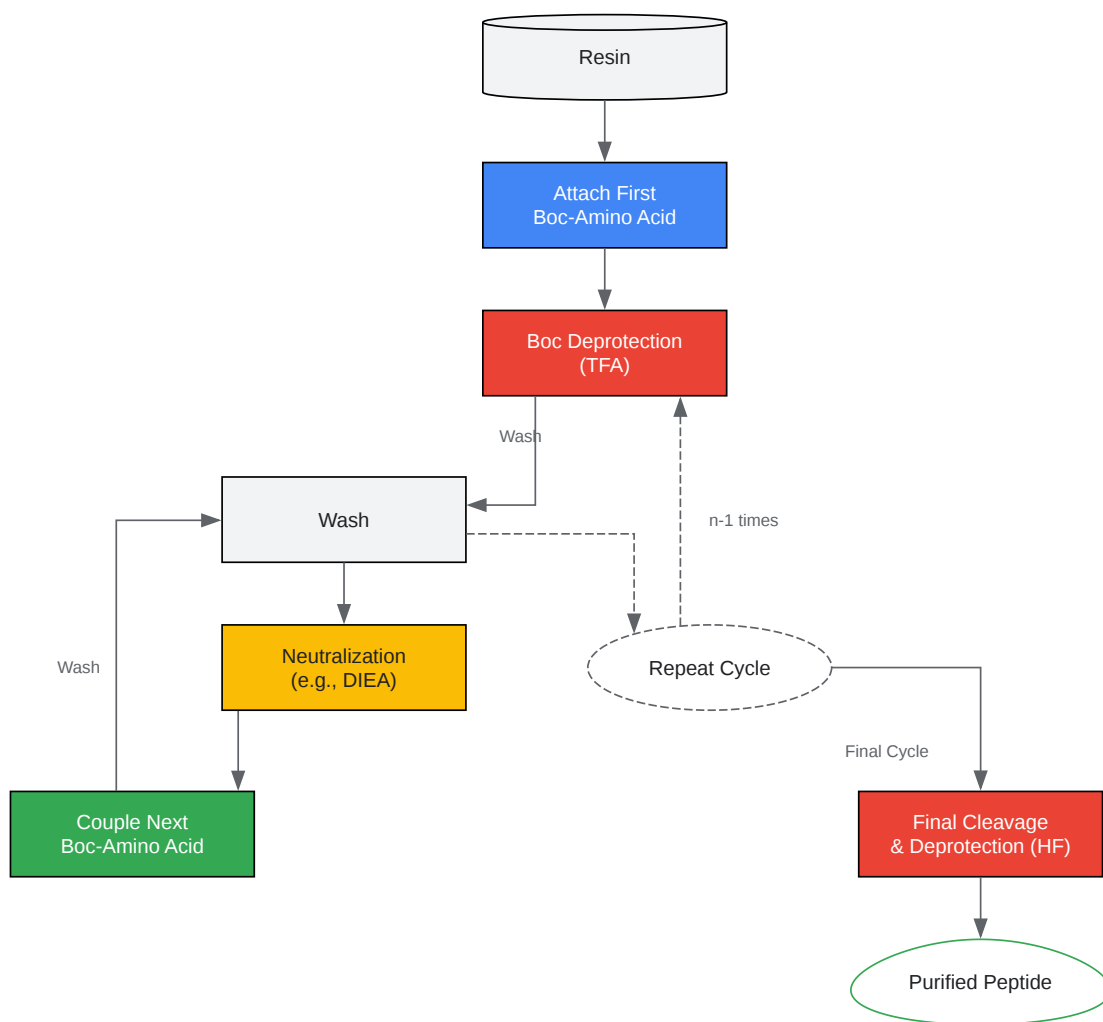 Resin
Attach First
Boc-Amino Acid
Boc Deprotection
(TFA)
Wash
Wash
n-1 times
Neutralization
(e.g., DIEA)
Wash
Repeat Cycle
Final Cycle
Couple Next
Boc-Amino Acid
Final Cleavage
& Deprotection (HF)
Purified Peptide